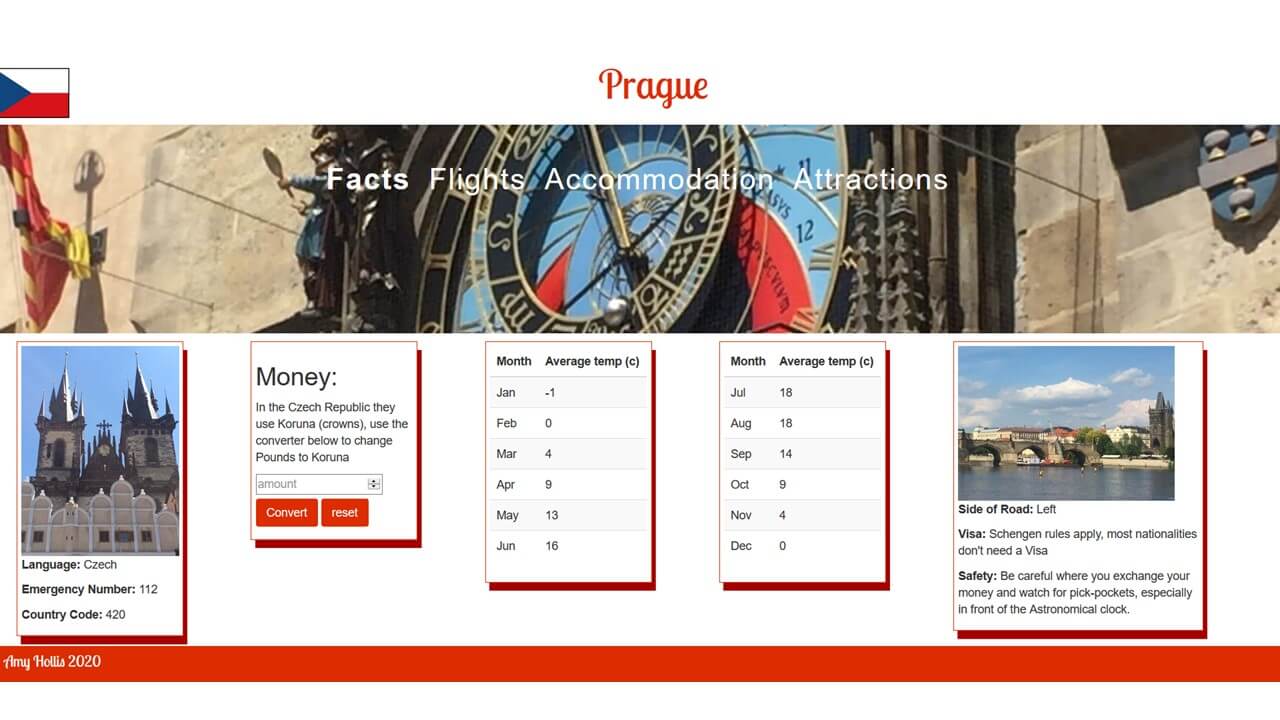 Prague
Facts Flights Accommodation Attractions
11
12
Language: Czech
Emergency Number: 112
Country Code: 420
Money:
In the Czech Republic they
use Koruna (crowns), use the
converter below to change
Pounds to Koruna
amount
Convert reset
Month Average temp (c)
Jan -1
Feb 0
Mar 4
Apr 9
May 13
Jun 16
Month Average temp (c)
Jul 18
Aug 18
Sep 14
Oct 9
Nov 4
Dec 0
Side of Road: Left
Visa: Schengen rules apply, most nationalities
don't need a Visa
Safety: Be careful where you exchange your
money and watch for pick-pockets, especially
in front of the Astronomical clock.
Amy Hollis 2020